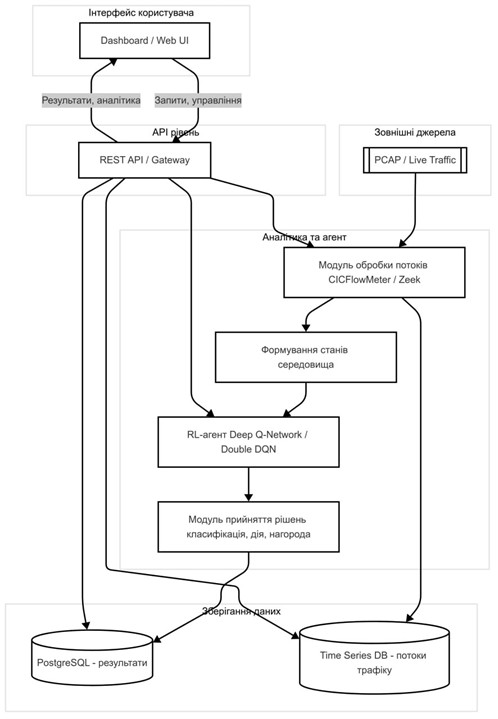 Інтерфейс користувача
Dashboard / Web UI
Результати, аналітика
Запити, управління
API рівень
REST API / Gateway
Зовнішні джерела
PCAP / Live Traffic
Аналітика та агент
Модуль обробки потоків
CICFlowMeter / Zeek
Формування станів
середовища
RL-агент Deep Q-Network /
Double DQN
Модуль прийняття рішень
класифікація, дія, нагорода
Зберігання даних
PostgreSQL - результати
Time Series DB - потоки
трафіку